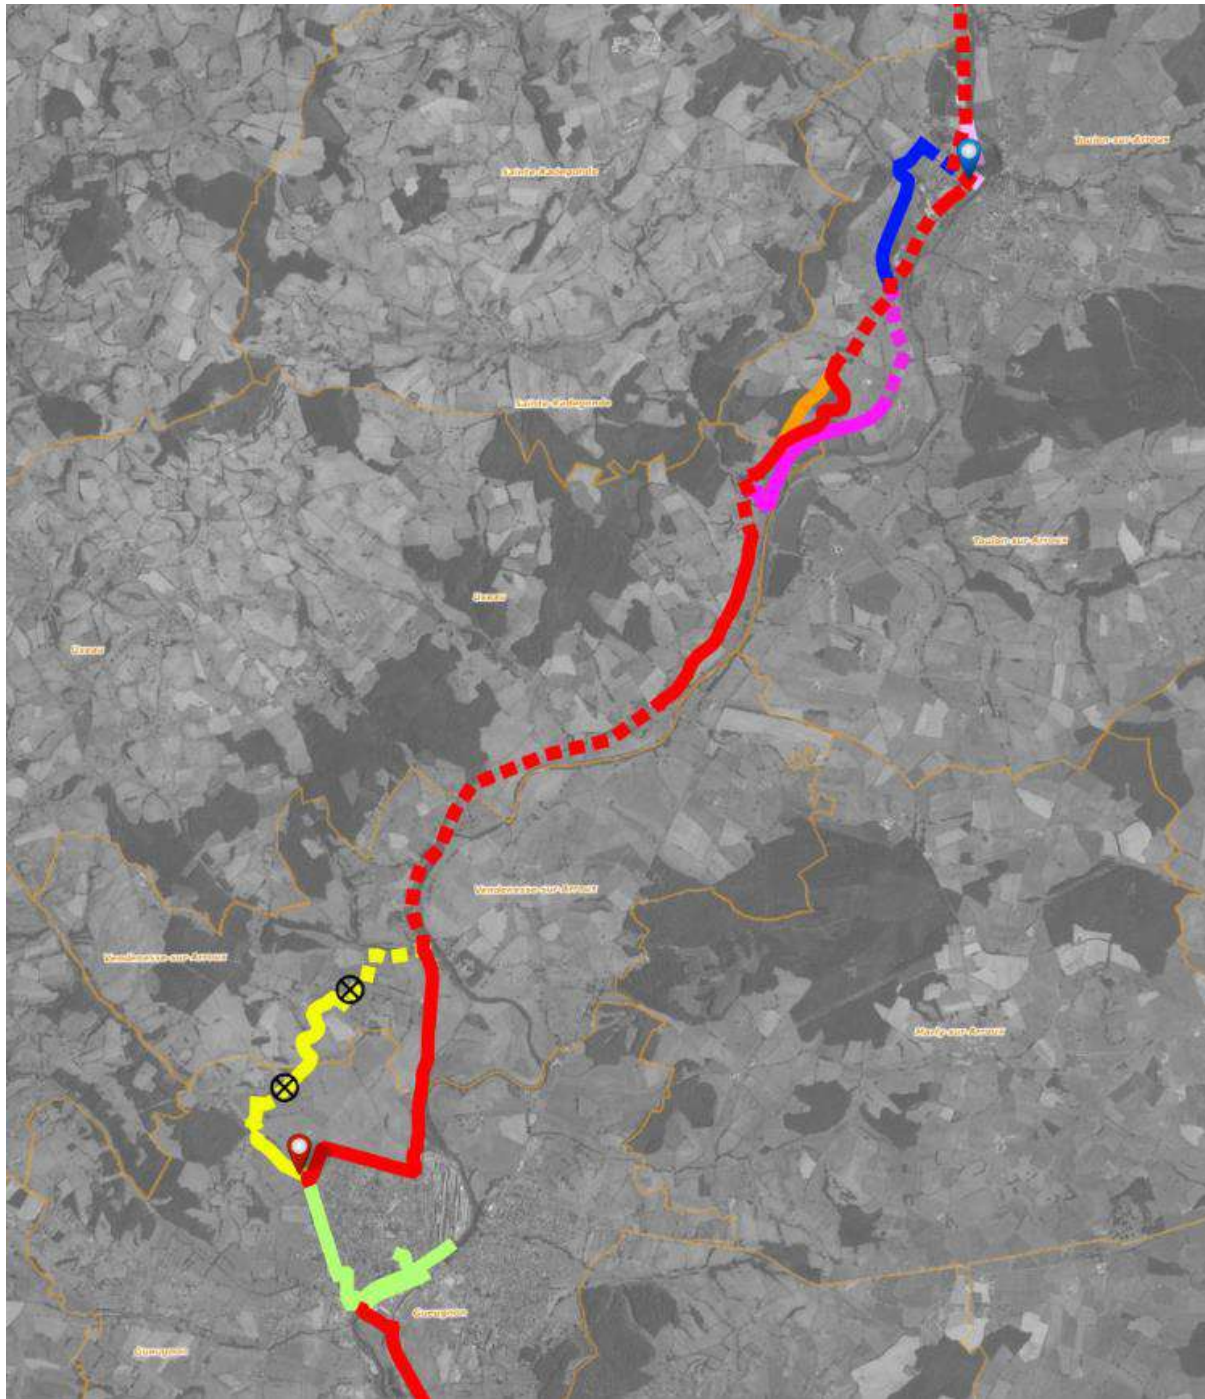 Toulon-sur-Arroux
Sainte-Radegonde
Sainte-Radegonde
Toulon-sur-Arroux
Uxeau
Uxeau
Vendenesse-sur-Arroux
Vendenesse-sur-Arroux
Marly-sur-Arroux
Gueugnon
Gueugnon